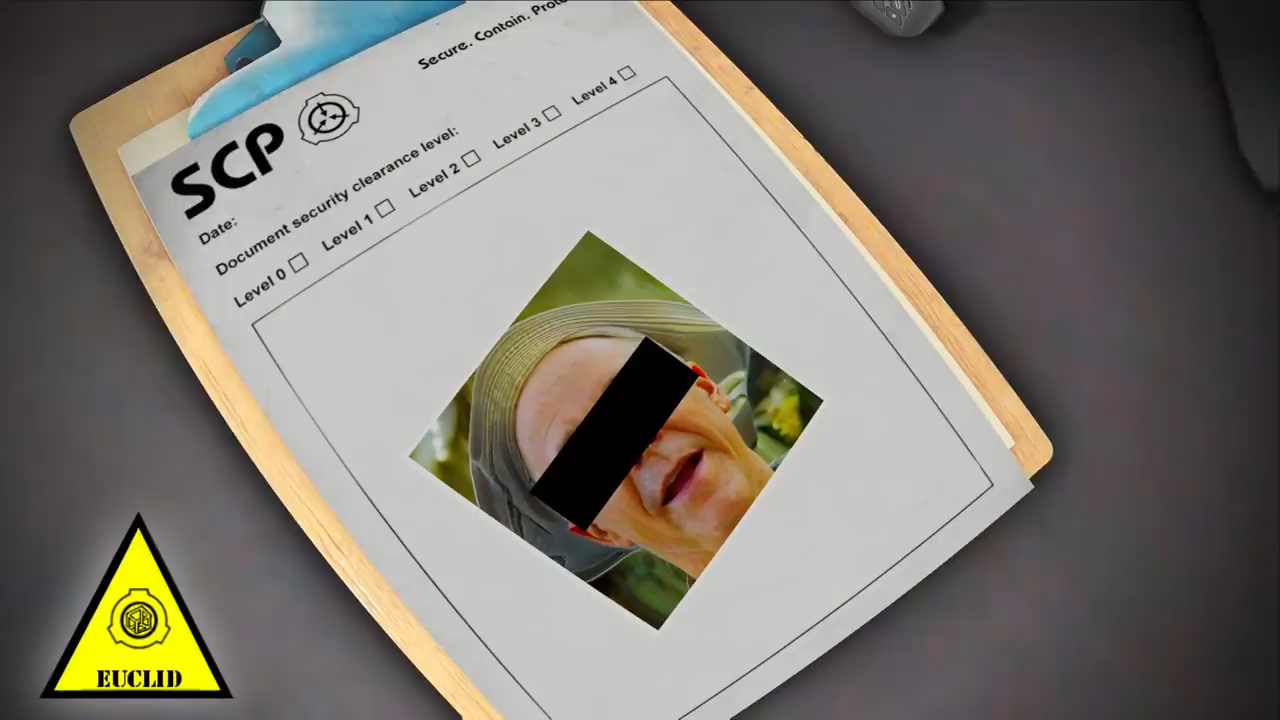 Secure. Contain. Prote
SCP
Date:
Document security clearance level:
Level 0 Level 1 Level 2 Level 3 Level 4
EUCLID